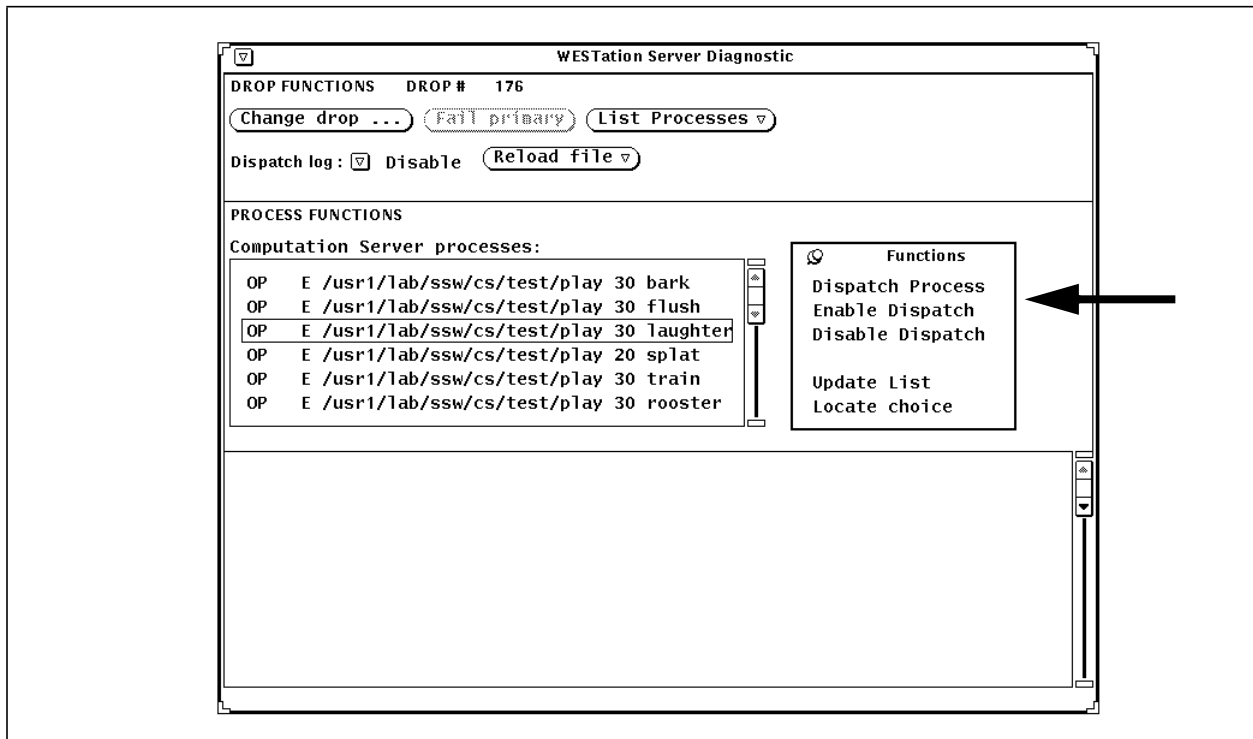 WESTation Server Diagnostic
DROP FUNCTIONS DROP # 176
Change drop ... Fail primary List Processes
Dispatch log: Disable Reload file
PROCESS FUNCTIONS
Computation Server processes:
OP E /usr1/lab/ssw/cs/test/play 30 bark
OP E /usr1/lab/ssw/cs/test/play 30 flush
OP E /usr1/lab/ssw/cs/test/play 30 laughter
OP E /usr1/lab/ssw/cs/test/play 20 splat
OP E /usr1/lab/ssw/cs/test/play 30 train
OP E /usr1/lab/ssw/cs/test/play 30 rooster
Functions
Dispatch Process
Enable Dispatch
Disable Dispatch
Update List
Locate choice